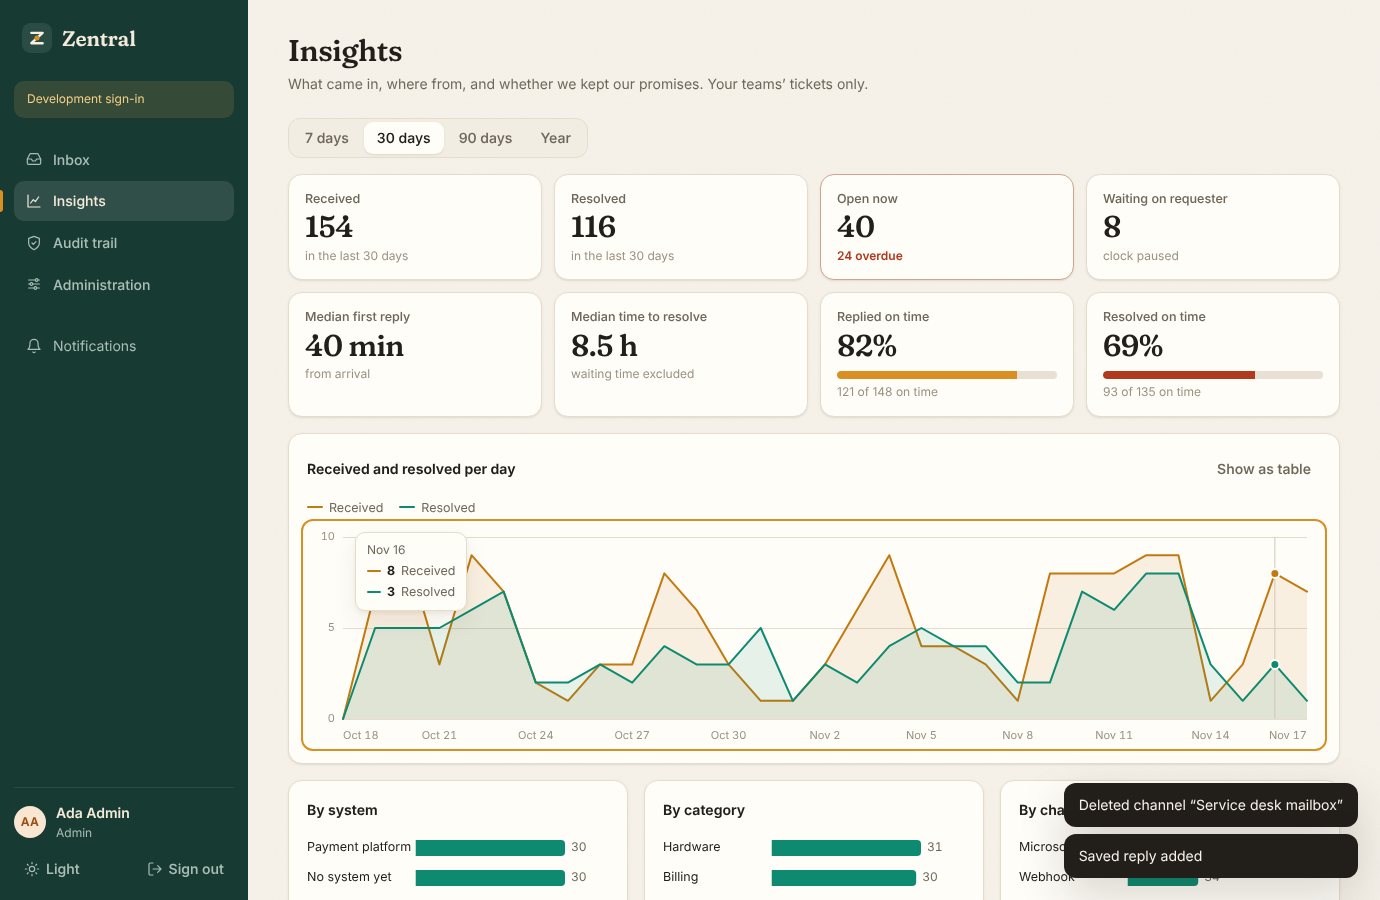 Zentral
Development sign-in
Inbox
Insights
Audit trail
Administration
Notifications
AA
Ada Admin
Admin
Light
Sign out
Insights
What came in, where from, and whether we kept our promises. Your teams’ tickets only.
7 days 30 days 90 days Year
Received
154
in the last 30 days
Resolved
116
in the last 30 days
Open now
40
24 overdue
Waiting on requester
8
clock paused
Median first reply
40 min
from arrival
Median time to resolve
8.5 h
waiting time excluded
Replied on time
82%
121 of 148 on time
Resolved on time
69%
93 of 135 on time
Received and resolved per day
Show as table
Received Resolved
10
5
0
Nov 16
8 Received
3 Resolved
Oct 18 Oct 21 Oct 24 Oct 27 Oct 30 Nov 2 Nov 5 Nov 8 Nov 11 Nov 14 Nov 17
By system
Payment platform 30
No system yet 30
By category
Hardware 31
Billing 30
By
Webhook
Deleted channel “Service desk mailbox”
Saved reply added